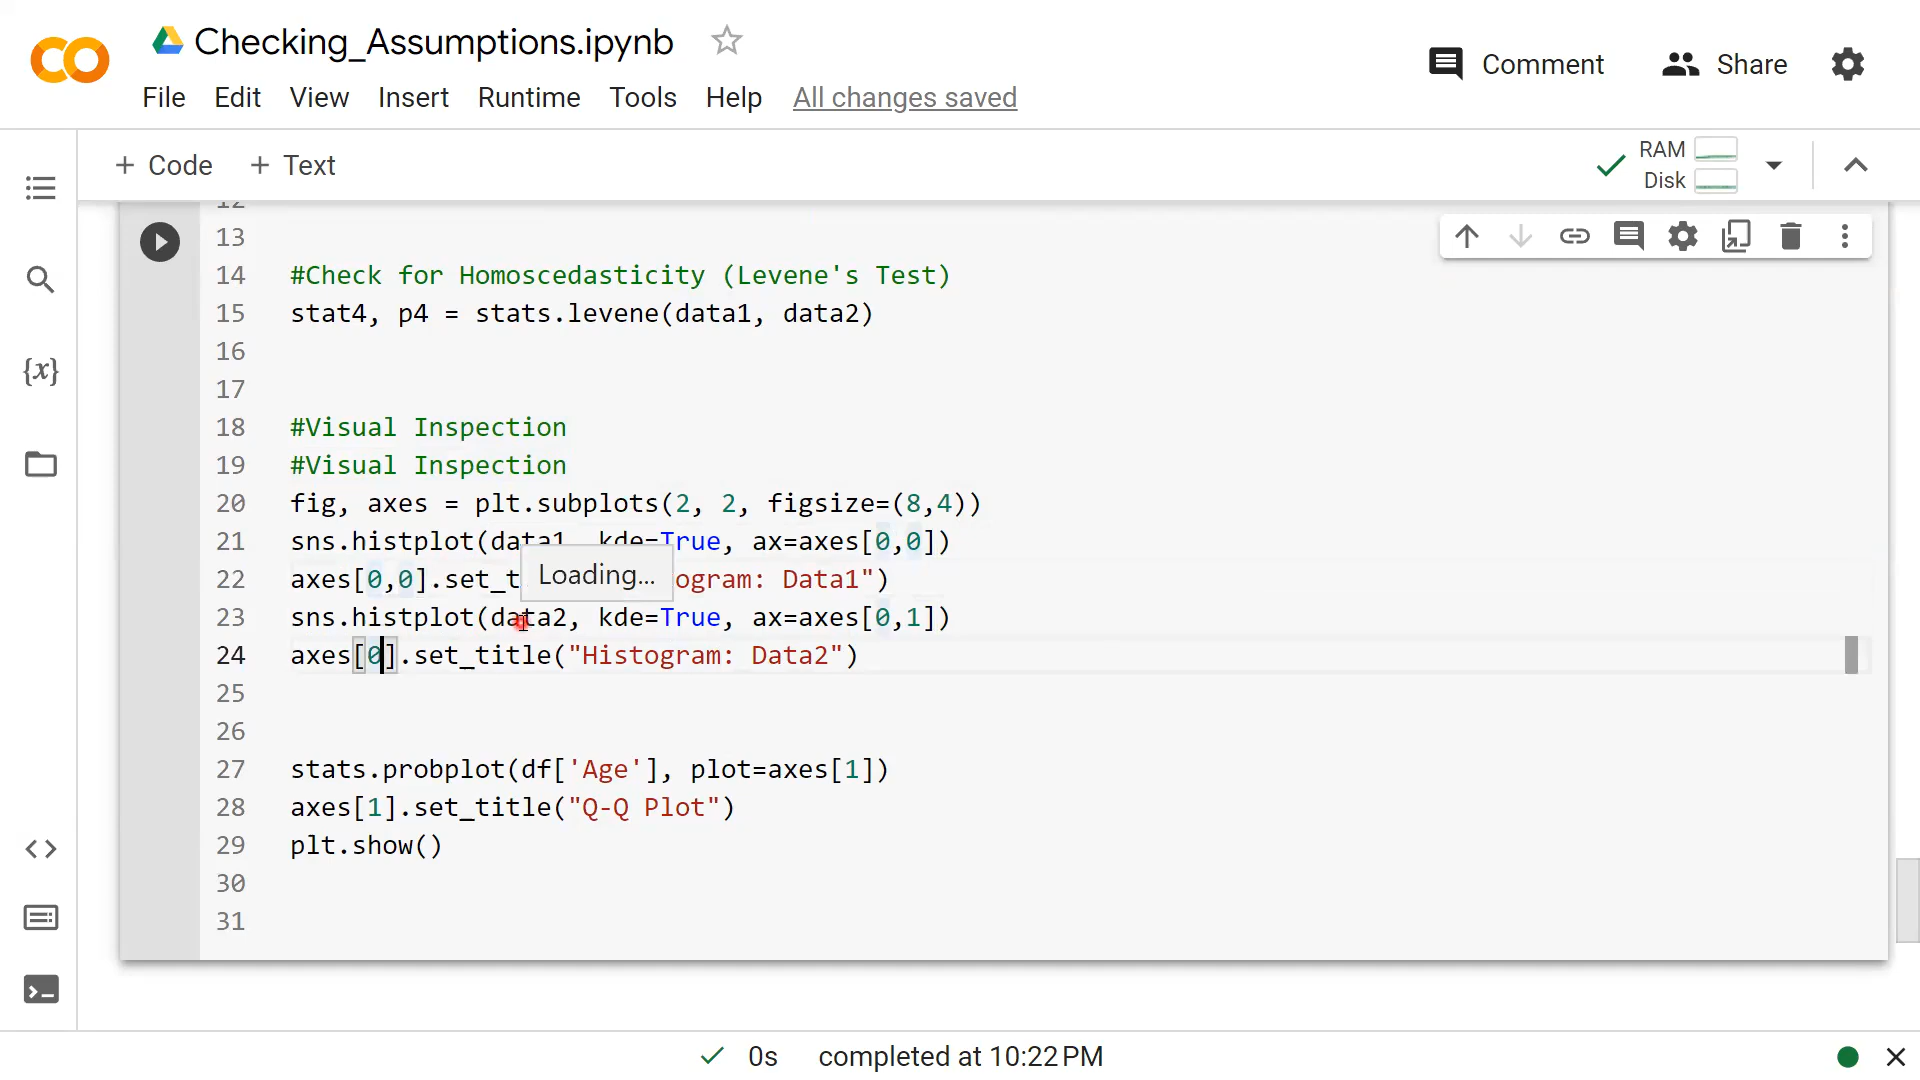 Checking_Assumptions.ipynb
File Edit View Insert Runtime Tools Help All changes saved
Comment Share
+ Code + Text
RAM
Disk
12
13
14 #Check for Homoscedasticity (Levene's Test)
15 stat4, p4 = stats.levene(data1, data2)
16
17
18 #Visual Inspection
19 #Visual Inspection
20 fig, axes = plt.subplots(2, 2, figsize=(8,4))
21 sns.histplot(data1, kde=True, ax=axes[0,0])
22 axes[0,0].set_t ogram: Data1")
Loading...
23 sns.histplot(data2, kde=True, ax=axes[0,1])
24 axes[0].set_title("Histogram: Data2")
25
26
27 stats.probplot(df['Age'], plot=axes[1])
28 axes[1].set_title("Q-Q Plot")
29 plt.show()
30
31
{x}
0s completed at 10:22 PM